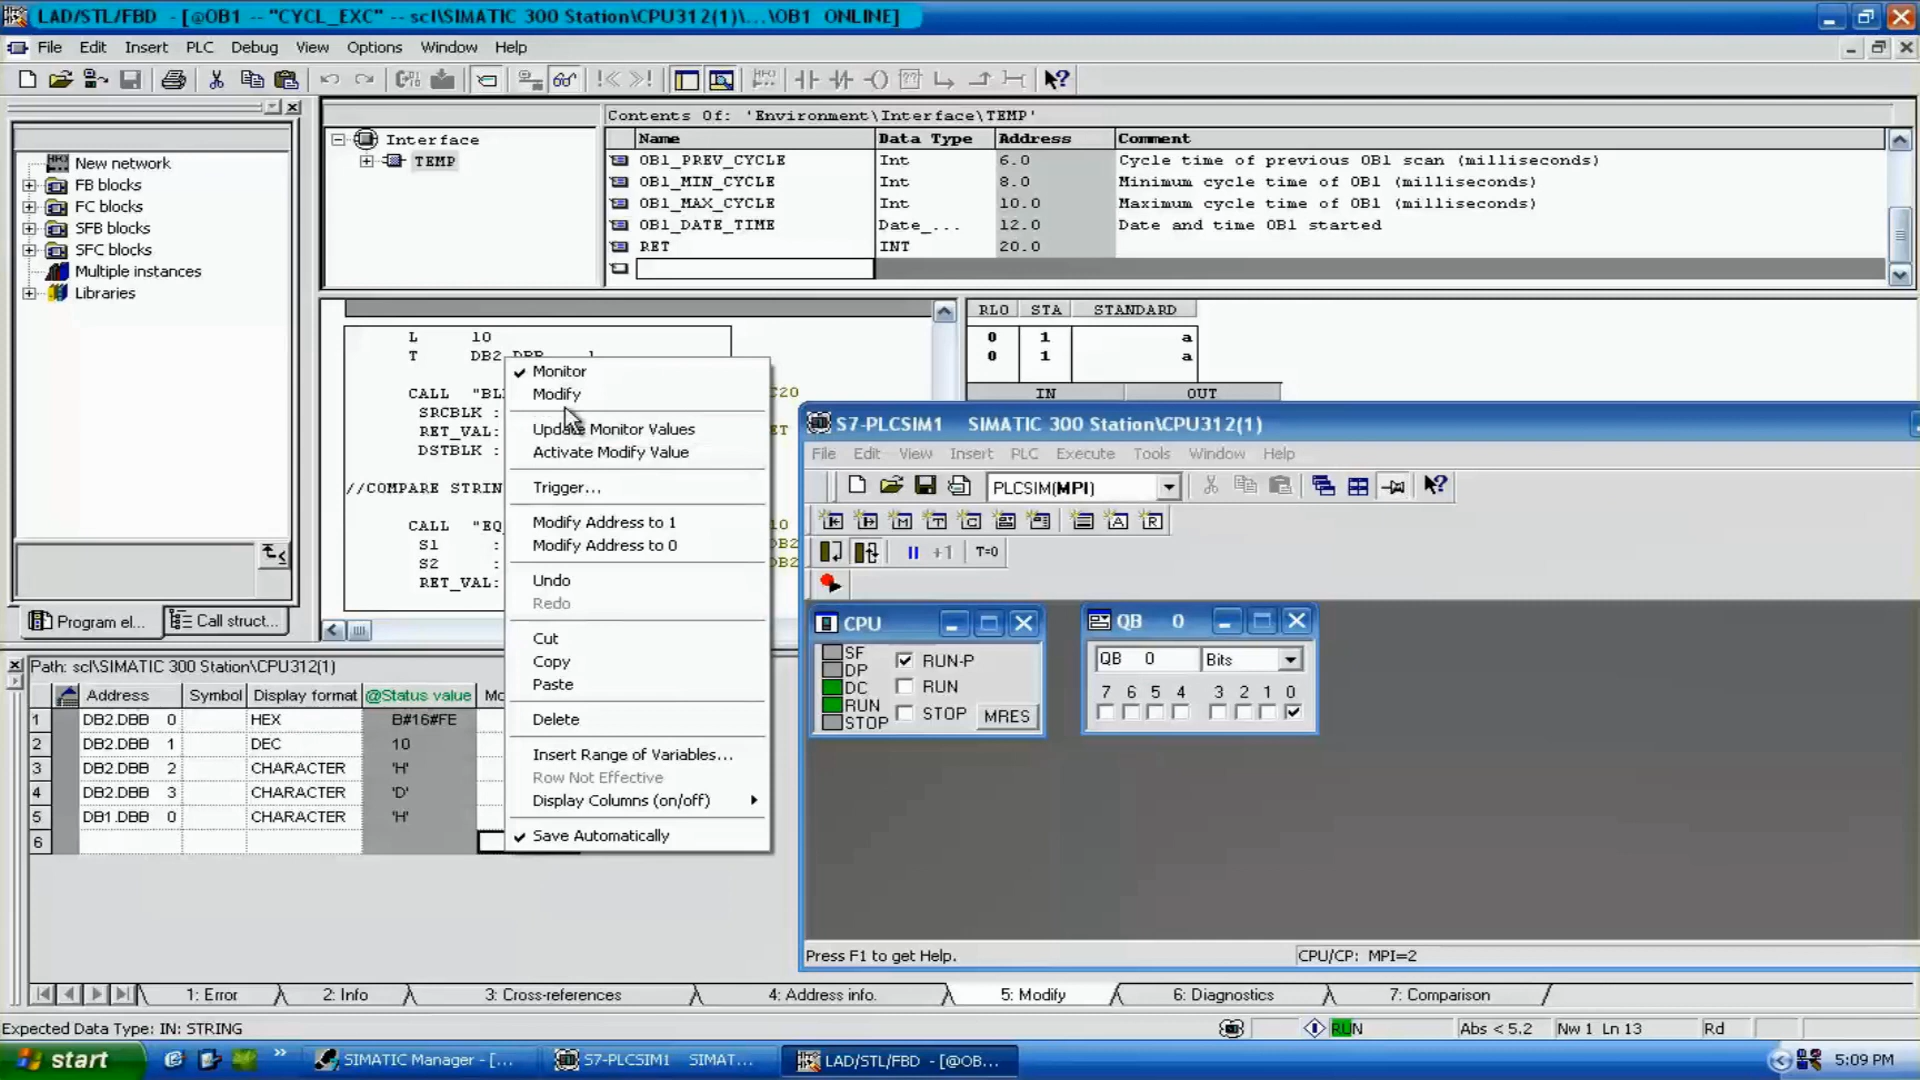 LAD/STL/FBD - [@OB1 -- "CYCL_EXC" -- scl\SIMATIC 300 Station\CPU312(1)\...\OB1 ONLINE]
File Edit Insert PLC Debug View Options Window Help
New network
FB blocks
FC blocks
SFB blocks
SFC blocks
Multiple instances
Libraries
Program el... Call struct...
Interface
TEMP
Contents Of: 'Environment\Interface\TEMP'
Name Data Type Address Comment
OB1_PREV_CYCLE Int 6.0 Cycle time of previous OB1 scan (milliseconds)
OB1_MIN_CYCLE Int 8.0 Minimum cycle time of OB1 (milliseconds)
OB1_MAX_CYCLE Int 10.0 Maximum cycle time of OB1 (milliseconds)
OB1_DATE_TIME Date_... 12.0 Date and time OB1 started
RET INT 20.0
L 10
T DB2.DBB 1
CALL "BL
SRCBLK :
RET_VAL:
DSTBLK :
//COMPARE STRIN
CALL "EQ
S1 :
S2 :
RET_VAL:
RLO STA STANDARD
0 1 a
0 1 a
IN OUT
Monitor
Modify
Update Monitor Values
Activate Modify Value
Trigger...
Modify Address to 1
Modify Address to 0
Undo
Redo
Cut
Copy
Paste
Delete
Insert Range of Variables...
Row Not Effective
Display Columns (on/off)
Save Automatically
S7-PLCSIM1 SIMATIC 300 Station\CPU312(1)
File Edit View Insert PLC Execute Tools Window Help
PLCSIM(MPI)
+1 T=0
CPU
SF
DP
DC
RUN
STOP
RUN-P
RUN
STOP MRES
QB 0
QB 0 Bits
7 6 5 4 3 2 1 0
Press F1 to get Help. CPU/CP: MPI=2
Path: scl\SIMATIC 300 Station\CPU312(1)
Address Symbol Display format @Status value Mo
1 DB2.DBB 0 HEX B#16#FE
2 DB2.DBB 1 DEC 10
3 DB2.DBB 2 CHARACTER 'H'
4 DB2.DBB 3 CHARACTER 'D'
5 DB1.DBB 0 CHARACTER 'H'
6
1: Error 2: Info 3: Cross-references 4: Address info. 5: Modify 6: Diagnostics 7: Comparison
Expected Data Type: IN: STRING RUN Abs < 5.2 Nw 1 Ln 13 Rd
start SIMATIC Manager - [... S7-PLCSIM1 SIMAT... LAD/STL/FBD - [@OB... 5:09 PM